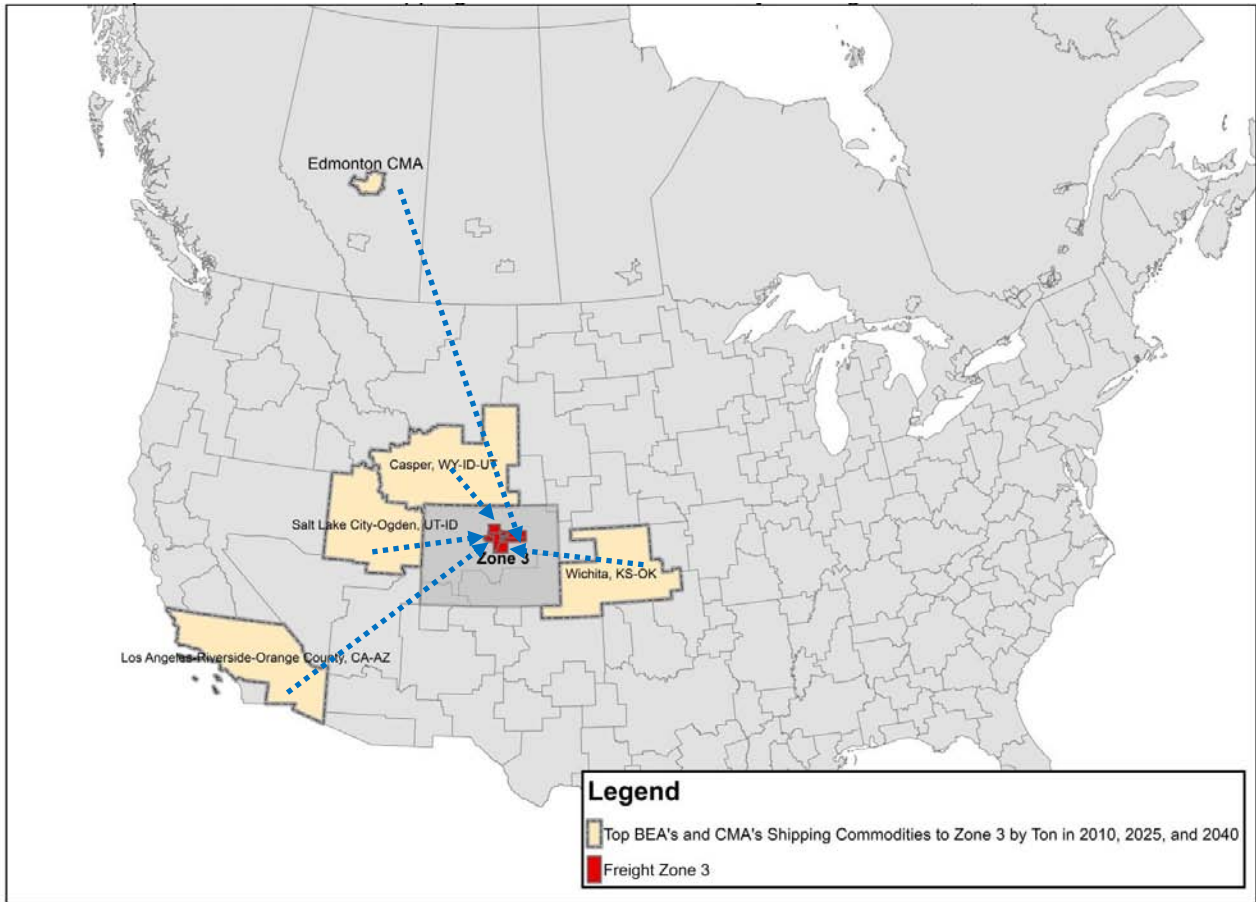 Edmonton CMA
Casper, WY-ID-UT
Salt Lake City-Ogden, UT-ID
Zone 3
Wichita, KS-OK
Los Angeles-Riverside-Orange County, CA-AZ
Legend
Top BEA's and CMA's Shipping Commodities to Zone 3 by Ton in 2010, 2025, and 2040
Freight Zone 3